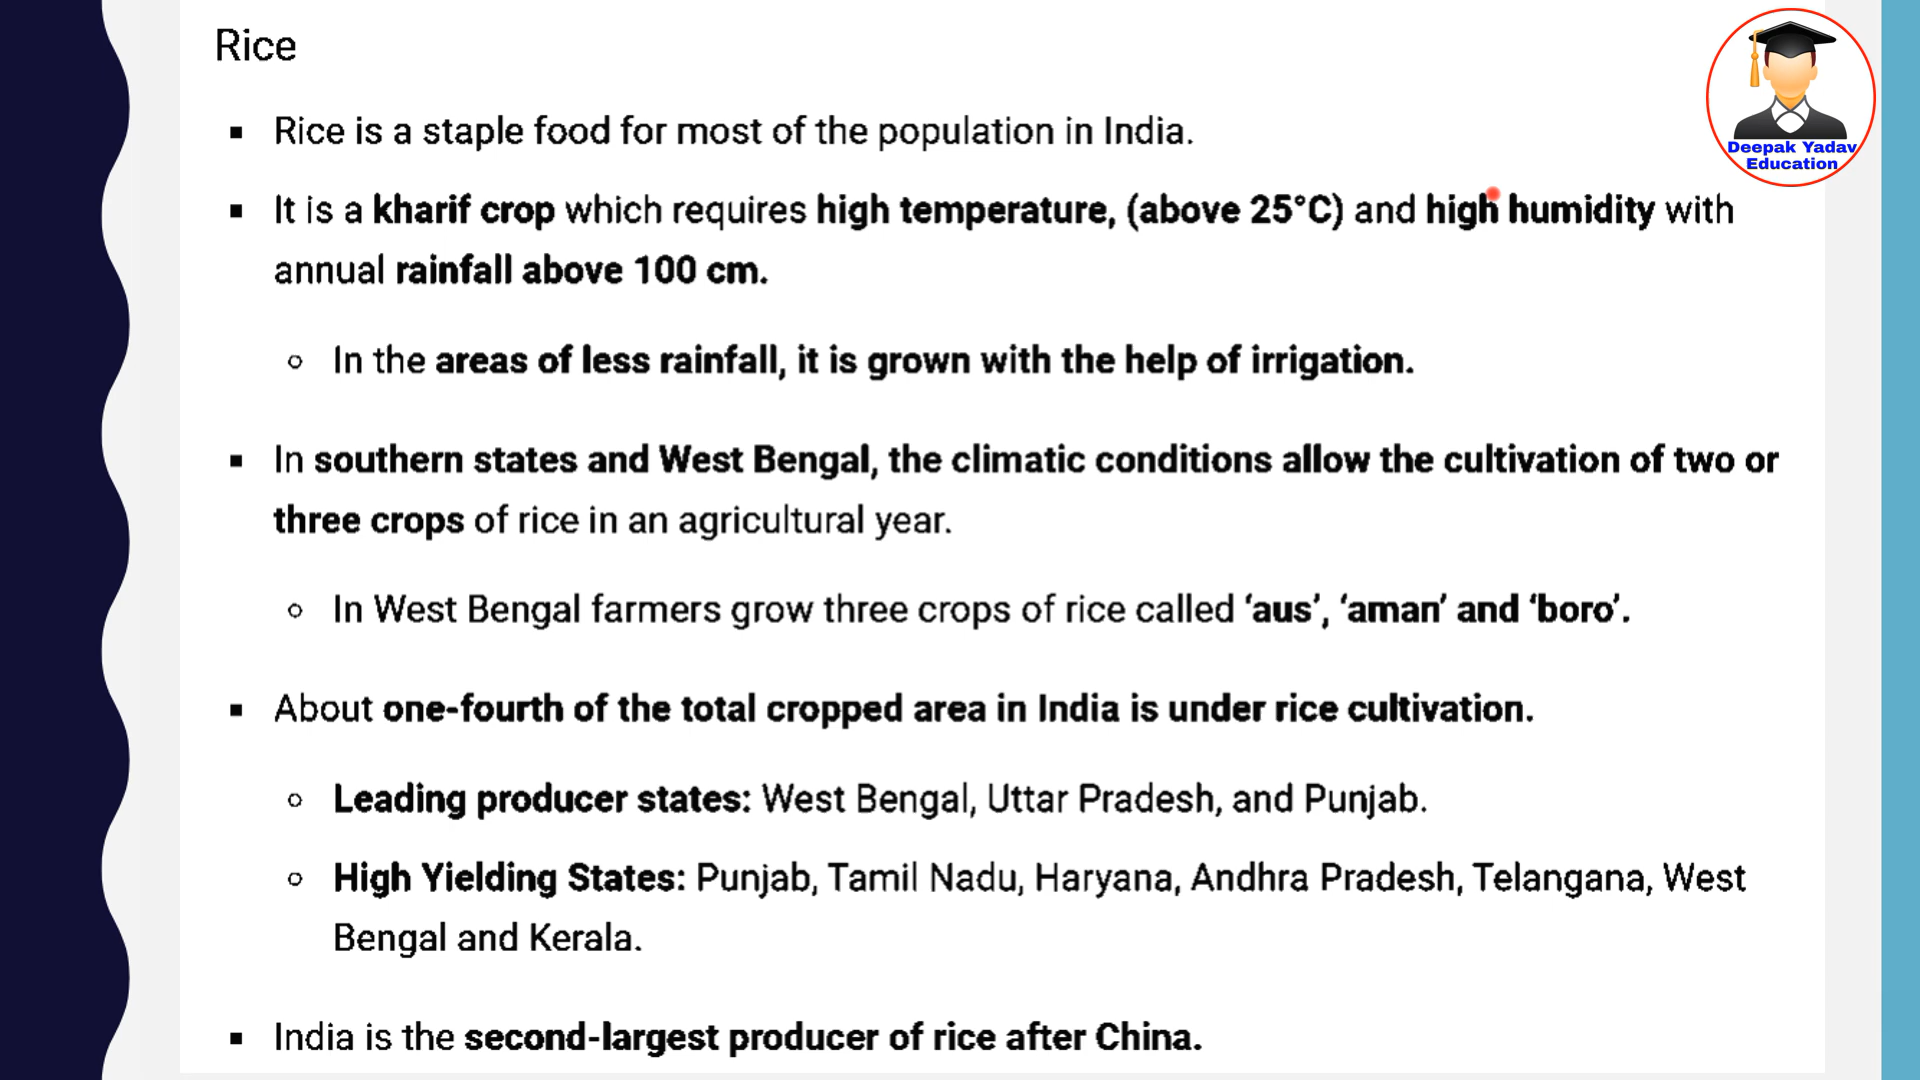 Rice
Deepak Yadav
Education
▪ Rice is a staple food for most of the population in India.
▪ It is a kharif crop which requires high temperature, (above 25°C) and high humidity with
annual rainfall above 100 cm.
○ In the areas of less rainfall, it is grown with the help of irrigation.
▪ In southern states and West Bengal, the climatic conditions allow the cultivation of two or
three crops of rice in an agricultural year.
○ In West Bengal farmers grow three crops of rice called ‘aus’, ‘aman’ and ‘boro’.
▪ About one-fourth of the total cropped area in India is under rice cultivation.
○ Leading producer states: West Bengal, Uttar Pradesh, and Punjab.
○ High Yielding States: Punjab, Tamil Nadu, Haryana, Andhra Pradesh, Telangana, West
Bengal and Kerala.
▪ India is the second-largest producer of rice after China.